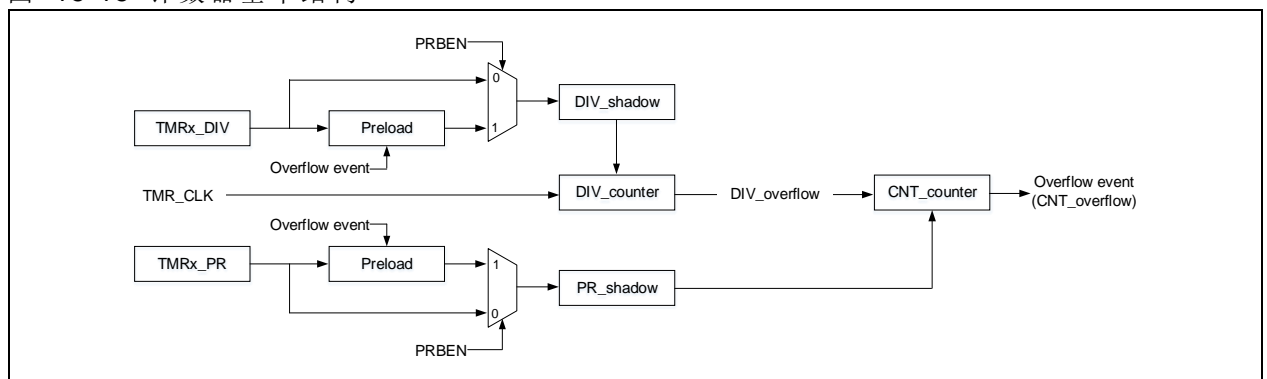 PRBEN
0
TMRx_DIV
Preload
1
DIV_shadow
Overflow event
TMR_CLK
DIV_counter
DIV_overflow
CNT_counter
Overflow event
(CNT_overflow)
Overflow event
TMRx_PR
Preload
1
PR_shadow
0
PRBEN